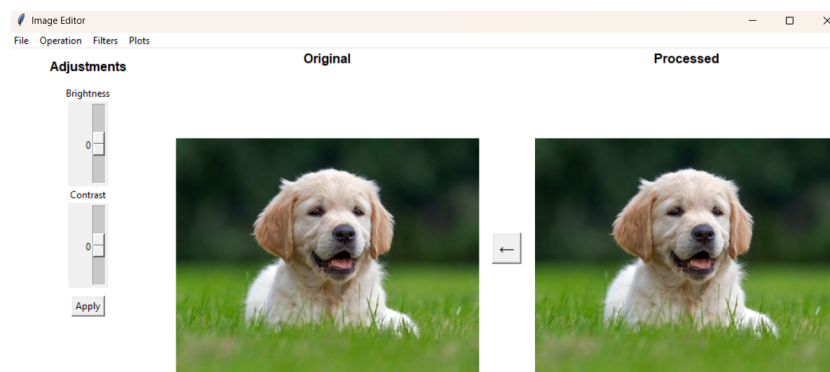 Image Editor
File Operation Filters Plots
Adjustments
Original
Processed
Brightness
0
Contrast
0
←
Apply